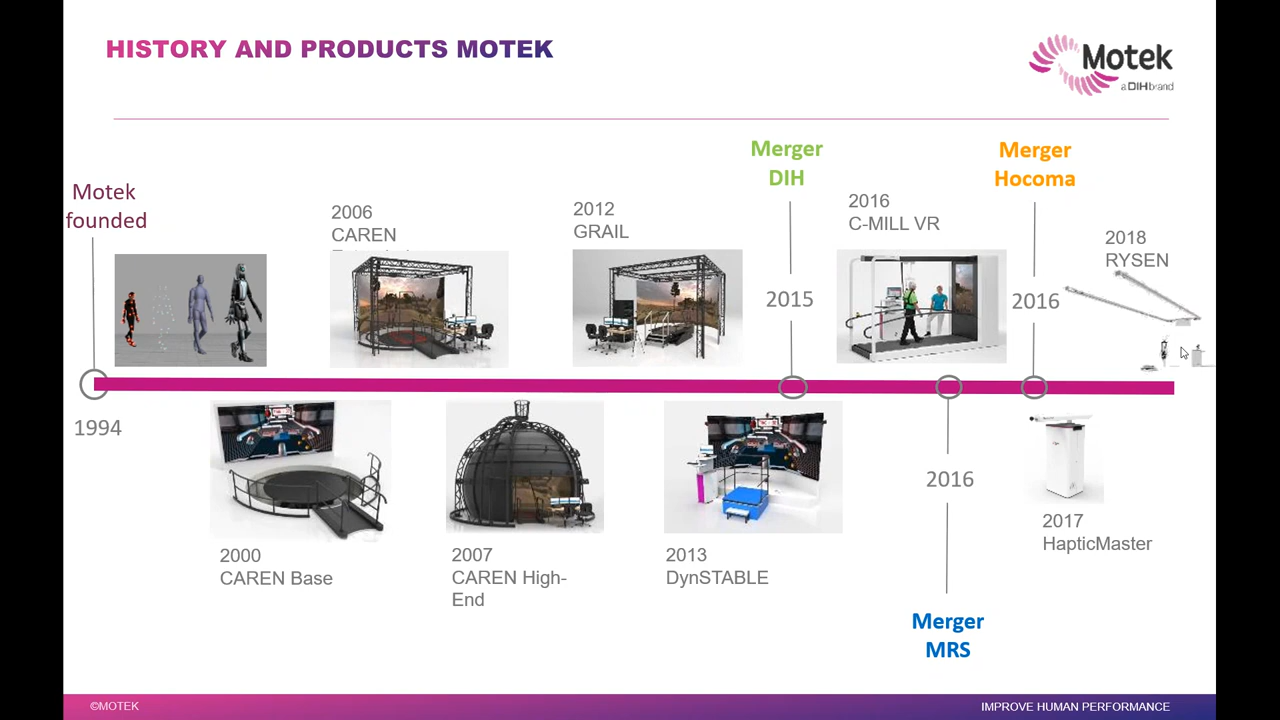 HISTORY AND PRODUCTS MOTEK
Motek
a DIH brand
Merger
DIH
Merger
Hocoma
Motek
founded
2006
CAREN
2012
GRAIL
2016
C-MILL VR
2018
RYSEN
2015
2016
1994
2016
2000
CAREN Base
2007
CAREN High-
End
2013
DynSTABLE
2017
HapticMaster
Merger
MRS
©MOTEK
IMPROVE HUMAN PERFORMANCE